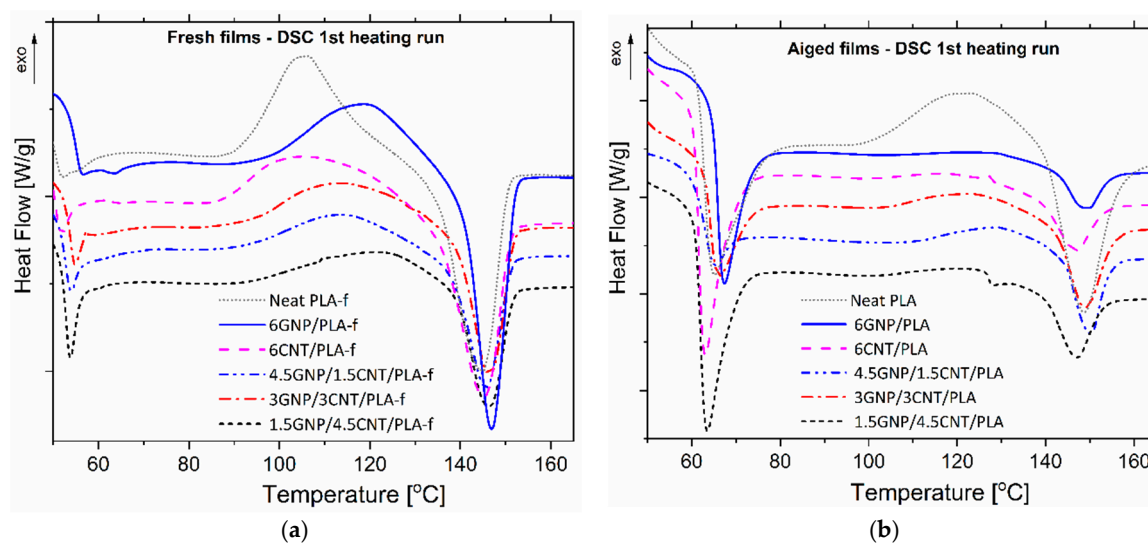 Fresh films - DSC 1st heating run
exo
Heat Flow [W/g]
Neat PLA-f
6GNP/PLA-f
6CNT/PLA-f
4.5GNP/1.5CNT/PLA-f
3GNP/3CNT/PLA-f
1.5GNP/4.5CNT/PLA-f
60 80 100 120 140 160
Temperature [°C]
(a)
Aiged films - DSC 1st heating run
exo
Heat Flow [W/g]
Neat PLA
6GNP/PLA
6CNT/PLA
4.5GNP/1.5CNT/PLA
3GNP/3CNT/PLA
1.5GNP/4.5CNT/PLA
60 80 100 120 140 160
Temperature [°C]
(b)